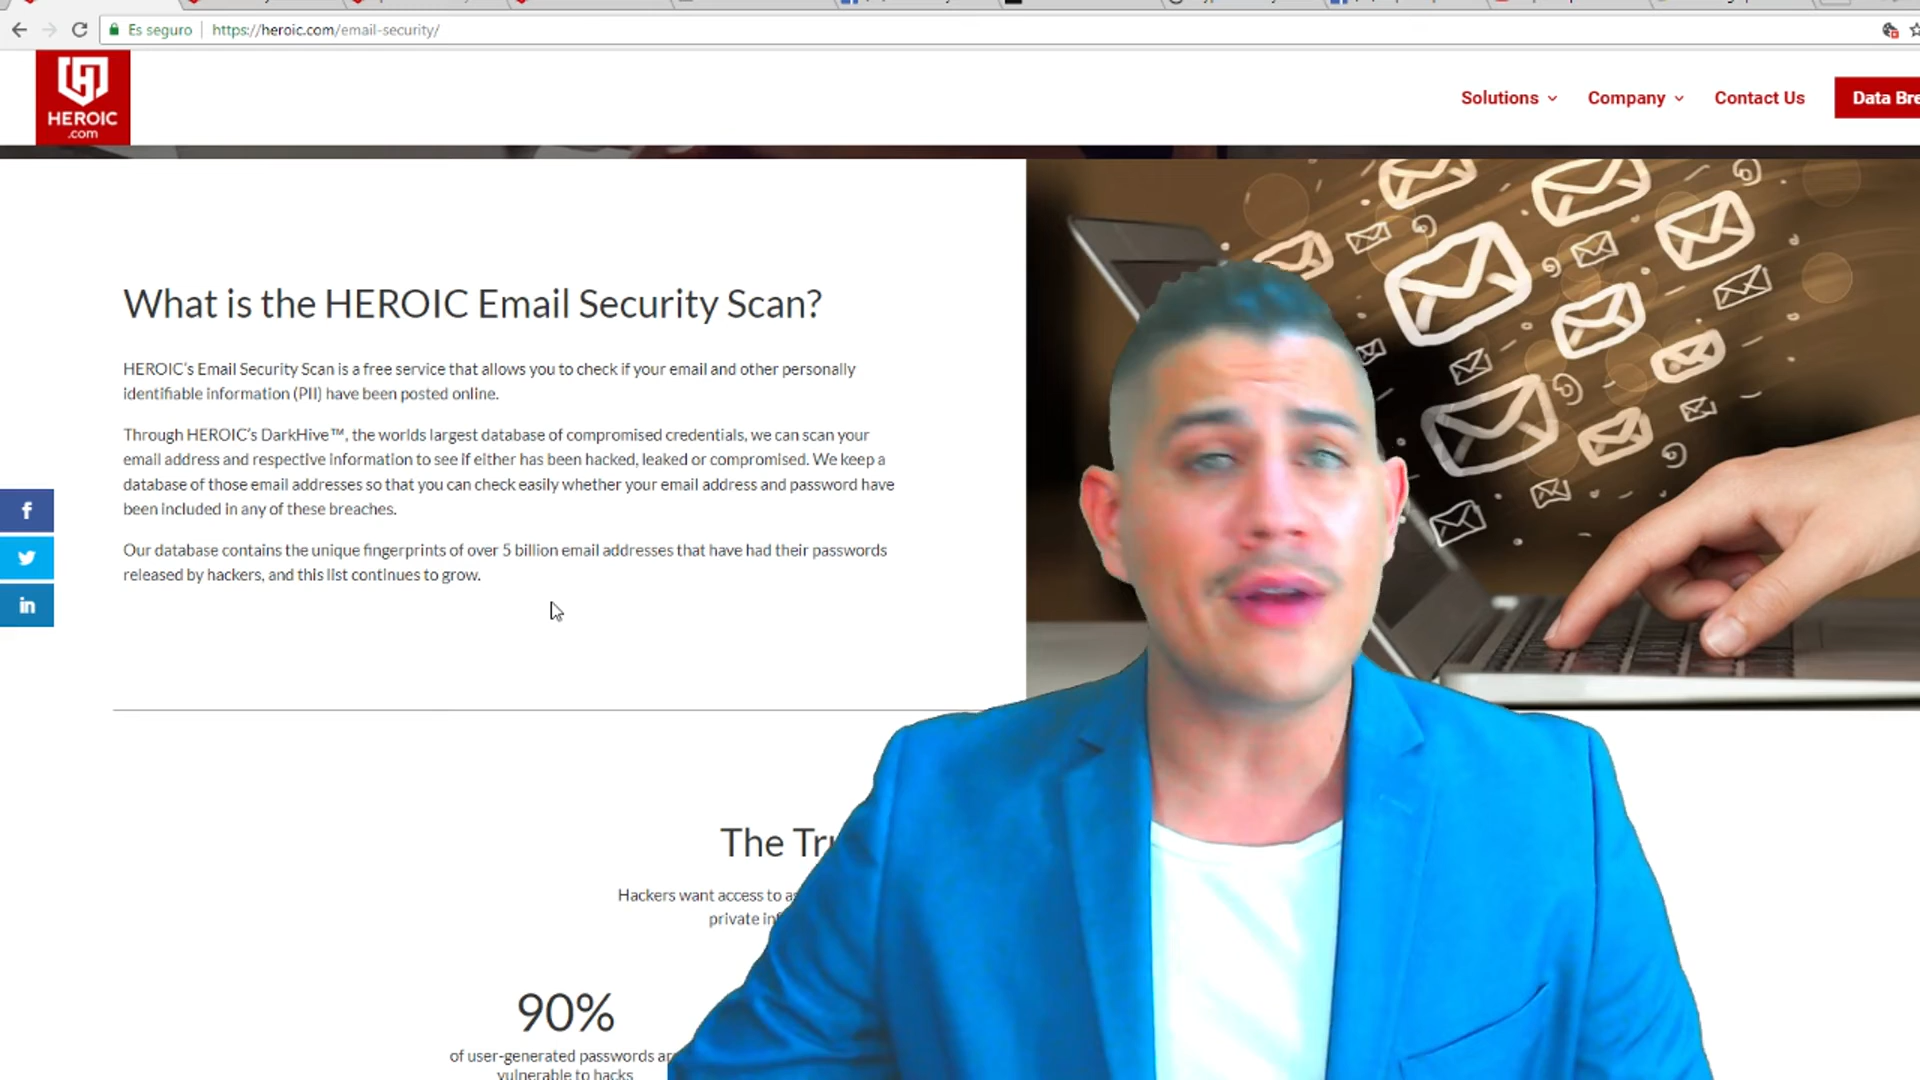 Es seguro
https://heroic.com/email-security/
HEROIC
.com
Solutions
Company
Contact Us
Data Bre
What is the HEROIC Email Security Scan?
HEROIC's Email Security Scan is a free service that allows you to check if your email and other personally
identifiable information (PII) have been posted online.
Through HEROIC's DarkHive™, the worlds largest database of compromised credentials, we can scan your
email address and respective information to see if either has been hacked, leaked or compromised. We keep a
database of those email addresses so that you can check easily whether your email address and password have
been included in any of these breaches.
Our database contains the unique fingerprints of over 5 billion email addresses that have had their passwords
released by hackers, and this list continues to grow.
f
in
The Tr
Hackers want access to a
private in
90%
of user-generated passwords ar
vulnerable to hacks